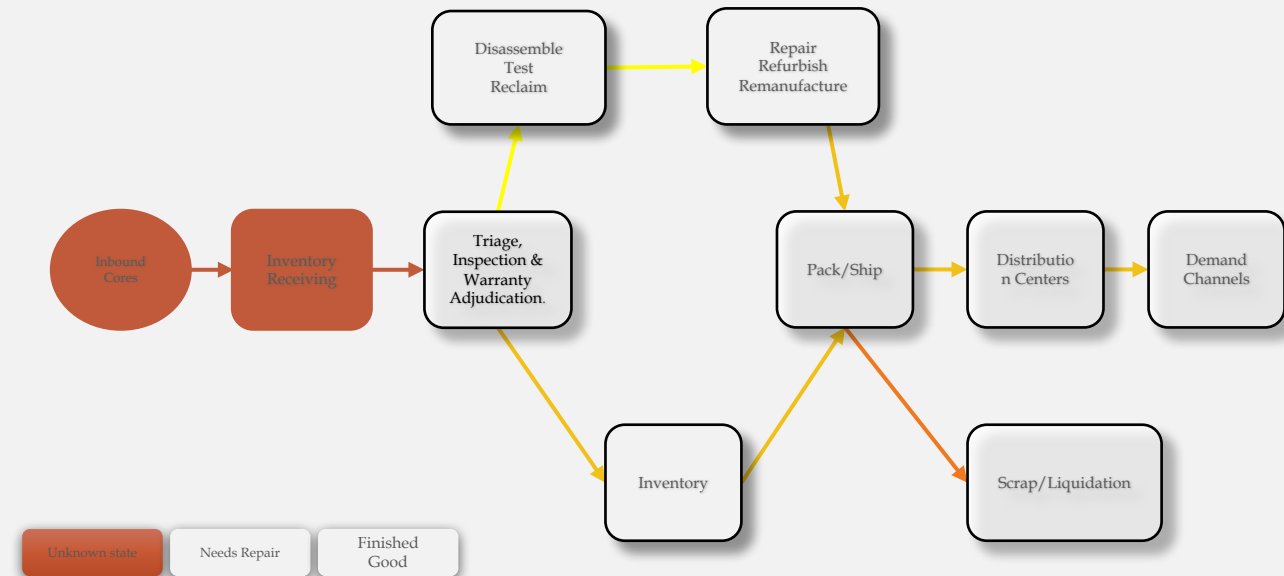 Disassemble
Test
Reclaim
Repair
Refurbish
Remanufacture
Inbound
Cores
Inventory
Receiving
Triage,
Inspection &
Warranty
Adjudication.
Pack/Ship
Distributio
n Centers
Demand
Channels
Inventory
Scrap/Liquidation
Unknown state
Needs Repair
Finished
Good